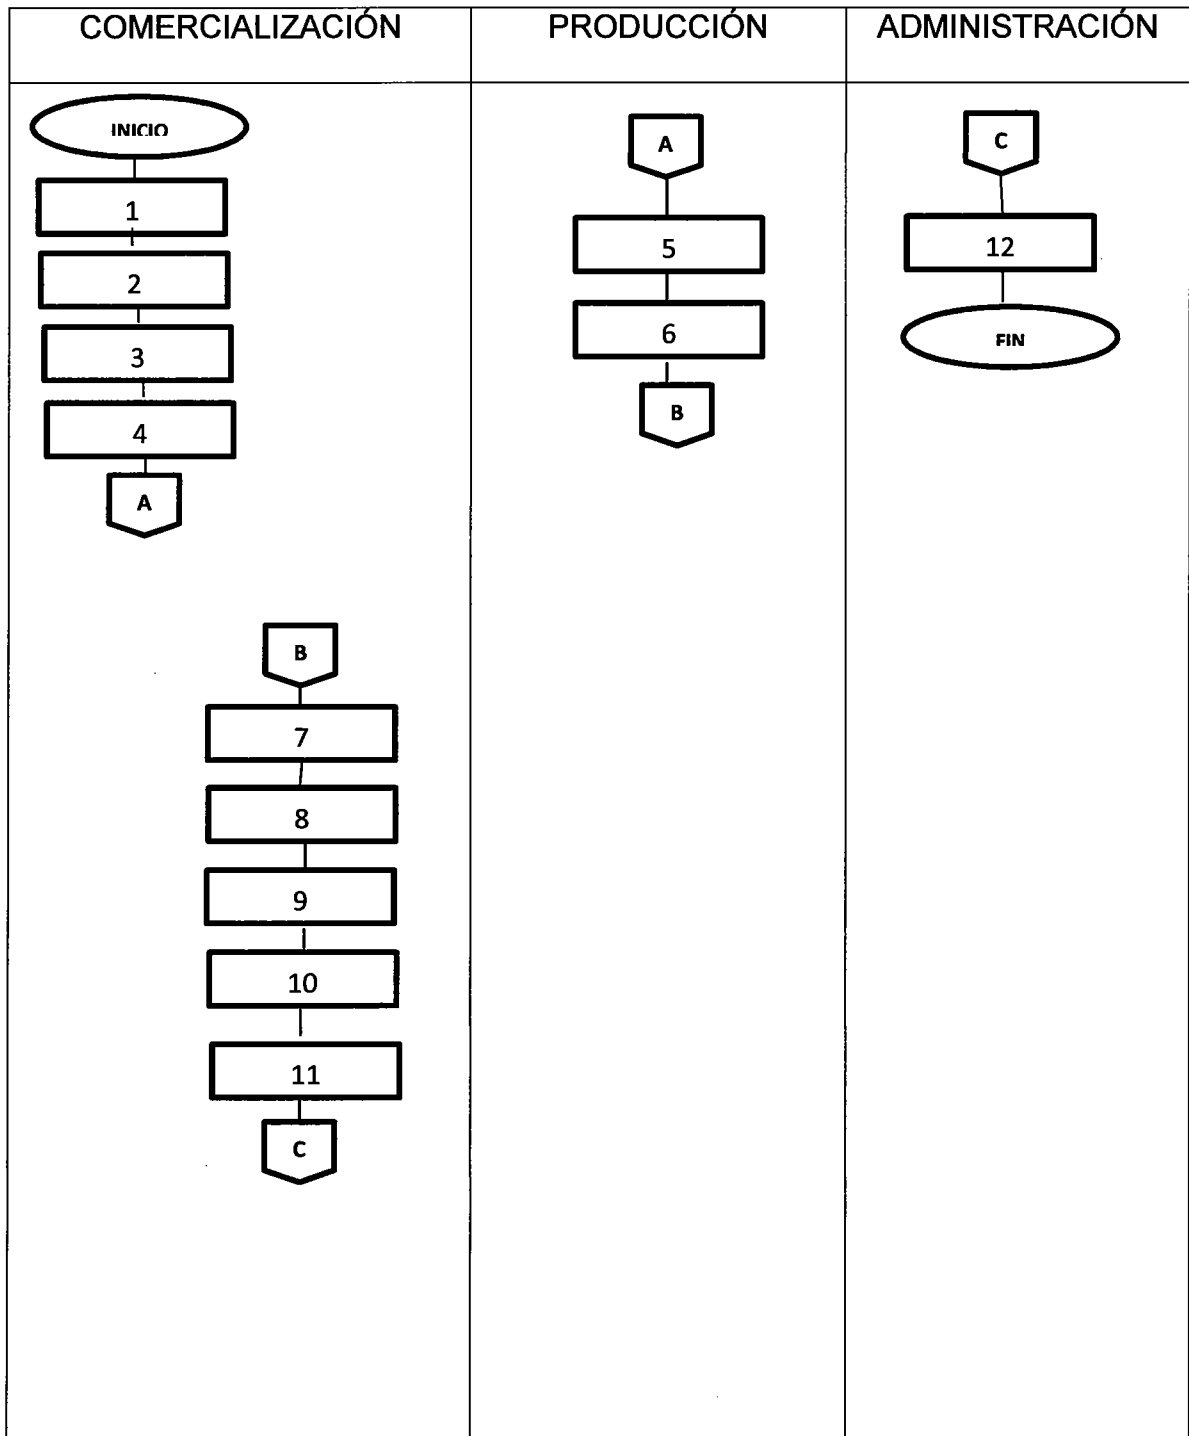 COMERCIALIZACIÓN
PRODUCCIÓN
ADMINISTRACIÓN
INICIO
1
2
3
4
A
B
7
8
9
10
11
C
A
5
6
B
C
12
FIN